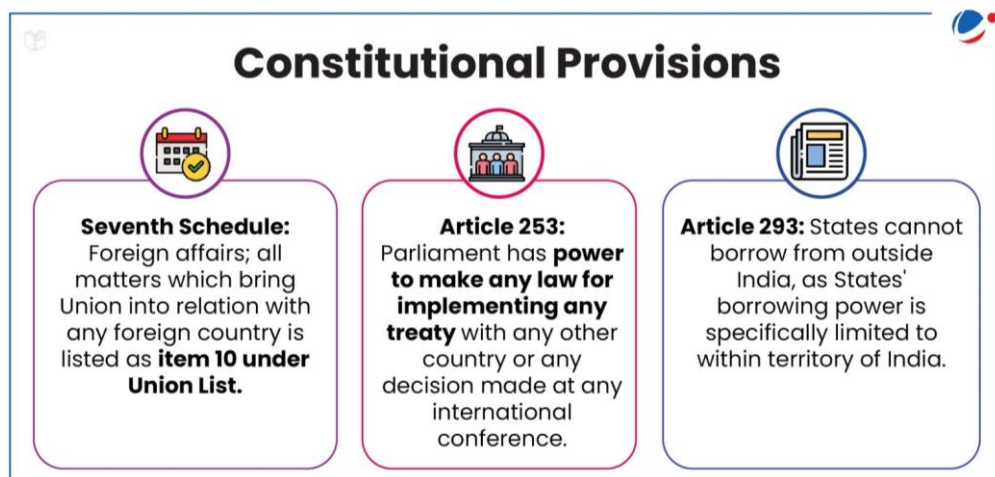 Constitutional Provisions
Seventh Schedule:
Foreign affairs; all
matters which bring
Union into relation with
any foreign country is
listed as item 10 under
Union List.
Article 253:
Parliament has power
to make any law for
implementing any
treaty with any other
country or any
decision made at any
international
conference.
Article 293: States cannot
borrow from outside
India, as States'
borrowing power is
specifically limited to
within territory of India.